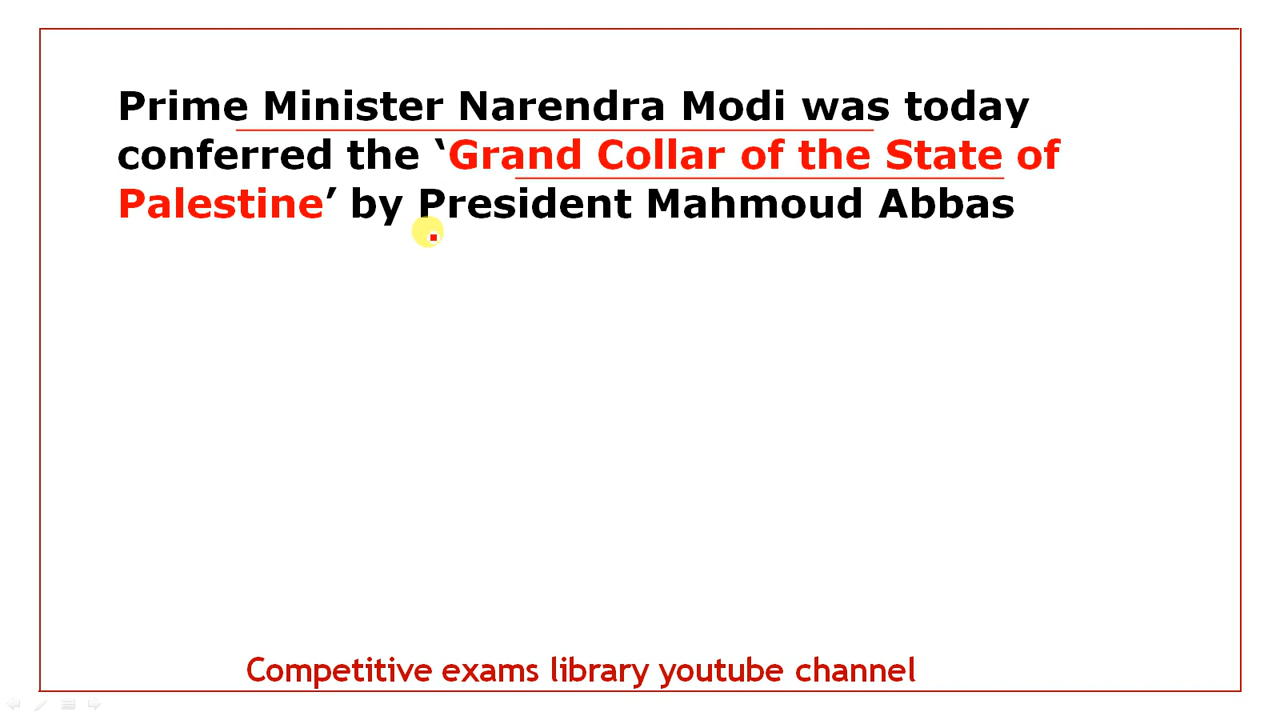 Prime Minister Narendra Modi was today
conferred the ‘Grand Collar of the State of
Palestine’ by President Mahmoud Abbas
Competitive exams library youtube channel